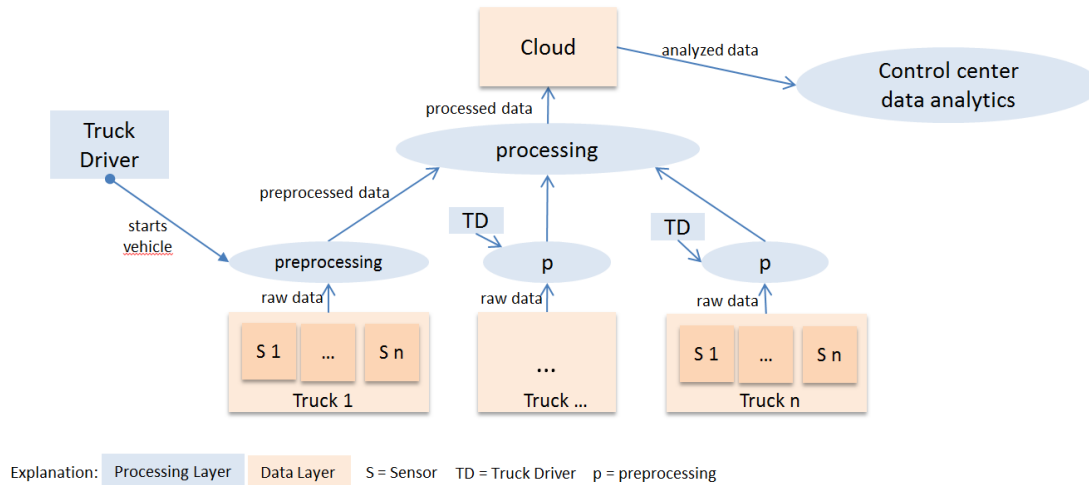 Cloud
analyzed data
Control center
data analytics
processed data
Truck
Driver
processing
preprocessed data
starts
vehicle
TD
TD
preprocessing
p
p
raw data
raw data
raw data
S 1
...
S n
...
S 1
...
S n
Truck 1
Truck ...
Truck n
Explanation: Processing Layer Data Layer S = Sensor TD = Truck Driver p = preprocessing